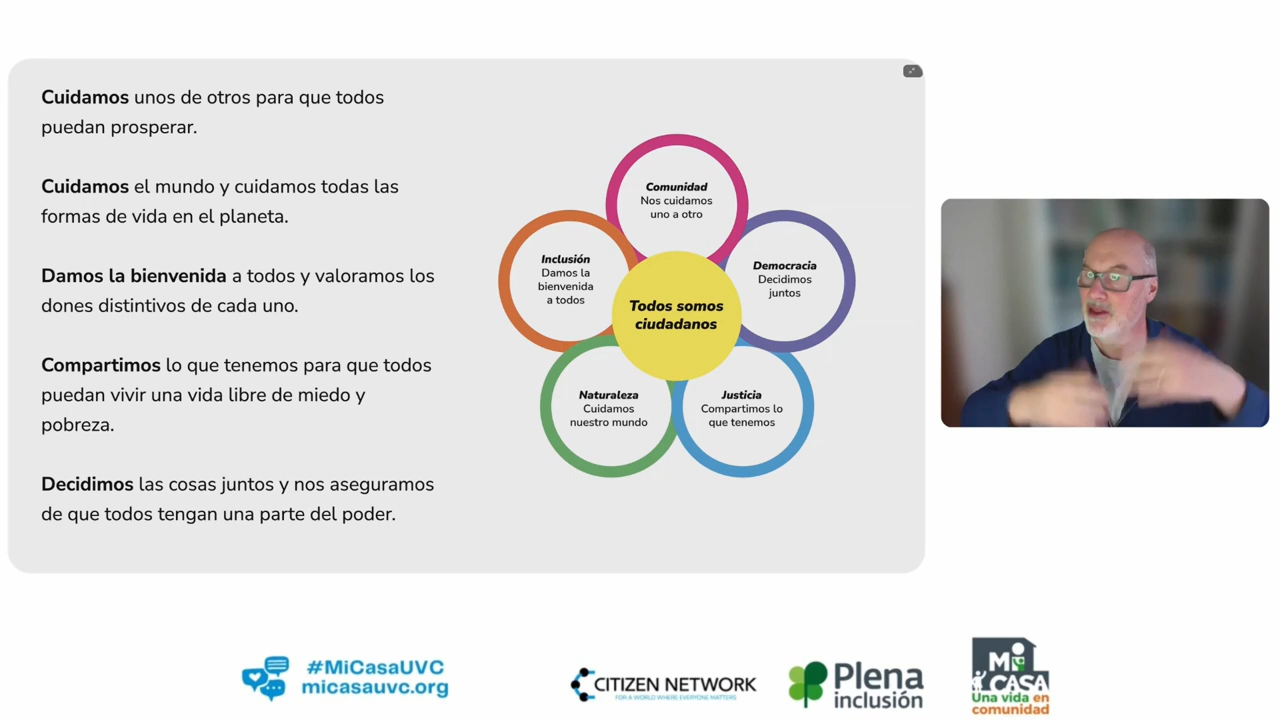 Cuidamos unos de otros para que todos
puedan prosperar.
Cuidamos el mundo y cuidamos todas las
formas de vida en el planeta.
Damos la bienvenida a todos y valoramos los
dones distintivos de cada uno.
Compartimos lo que tenemos para que todos
puedan vivir una vida libre de miedo y
pobreza.
Decidimos las cosas juntos y nos aseguramos
de que todos tengan una parte del poder.
Comunidad
Nos cuidamos
uno a otro
Inclusión
Damos la
bienvenida
a todos
Democracia
Decidimos
juntos
Todos somos
ciudadanos
Naturaleza
Cuidamos
nuestro mundo
Justicia
Compartimos lo
que tenemos
#MiCasaUVC
micasauvc.org
CITIZEN NETWORK
FOR A WORLD WHERE EVERYONE MATTERS
Plena
inclusión
Mi
CASA
Una vida en
comunidad